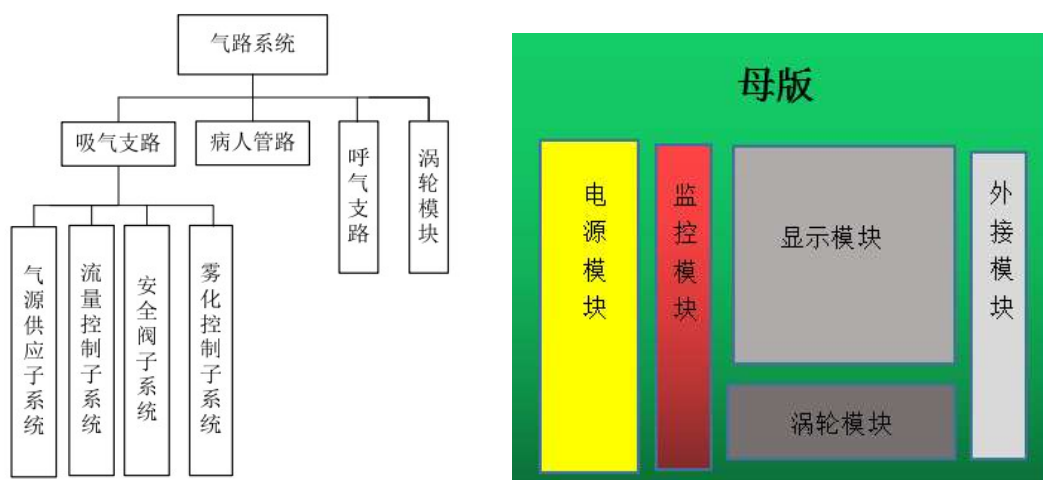 气路系统
吸气支路
病人管路
呼气支路
涡轮模块
气源供应子系统
流量控制子系统
安全阀子系统
雾化控制子系统
母版
电源模块
监控模块
显示模块
外接模块
涡轮模块